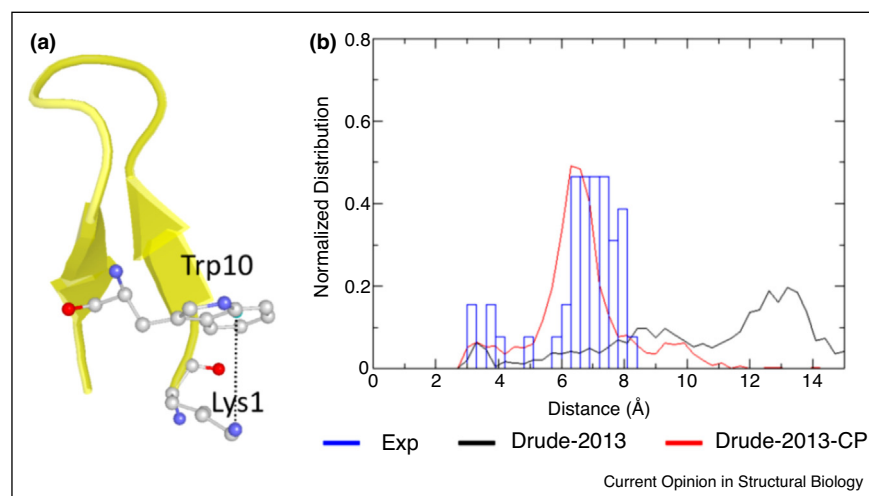 (a)
Trp10
Lys1
(b)
Normalized Distribution
0.8
0.6
0.4
0.2
0
0 2 4 6 8 10 12 14
Distance (Å)
Exp Drude-2013 Drude-2013-CP
Current Opinion in Structural Biology